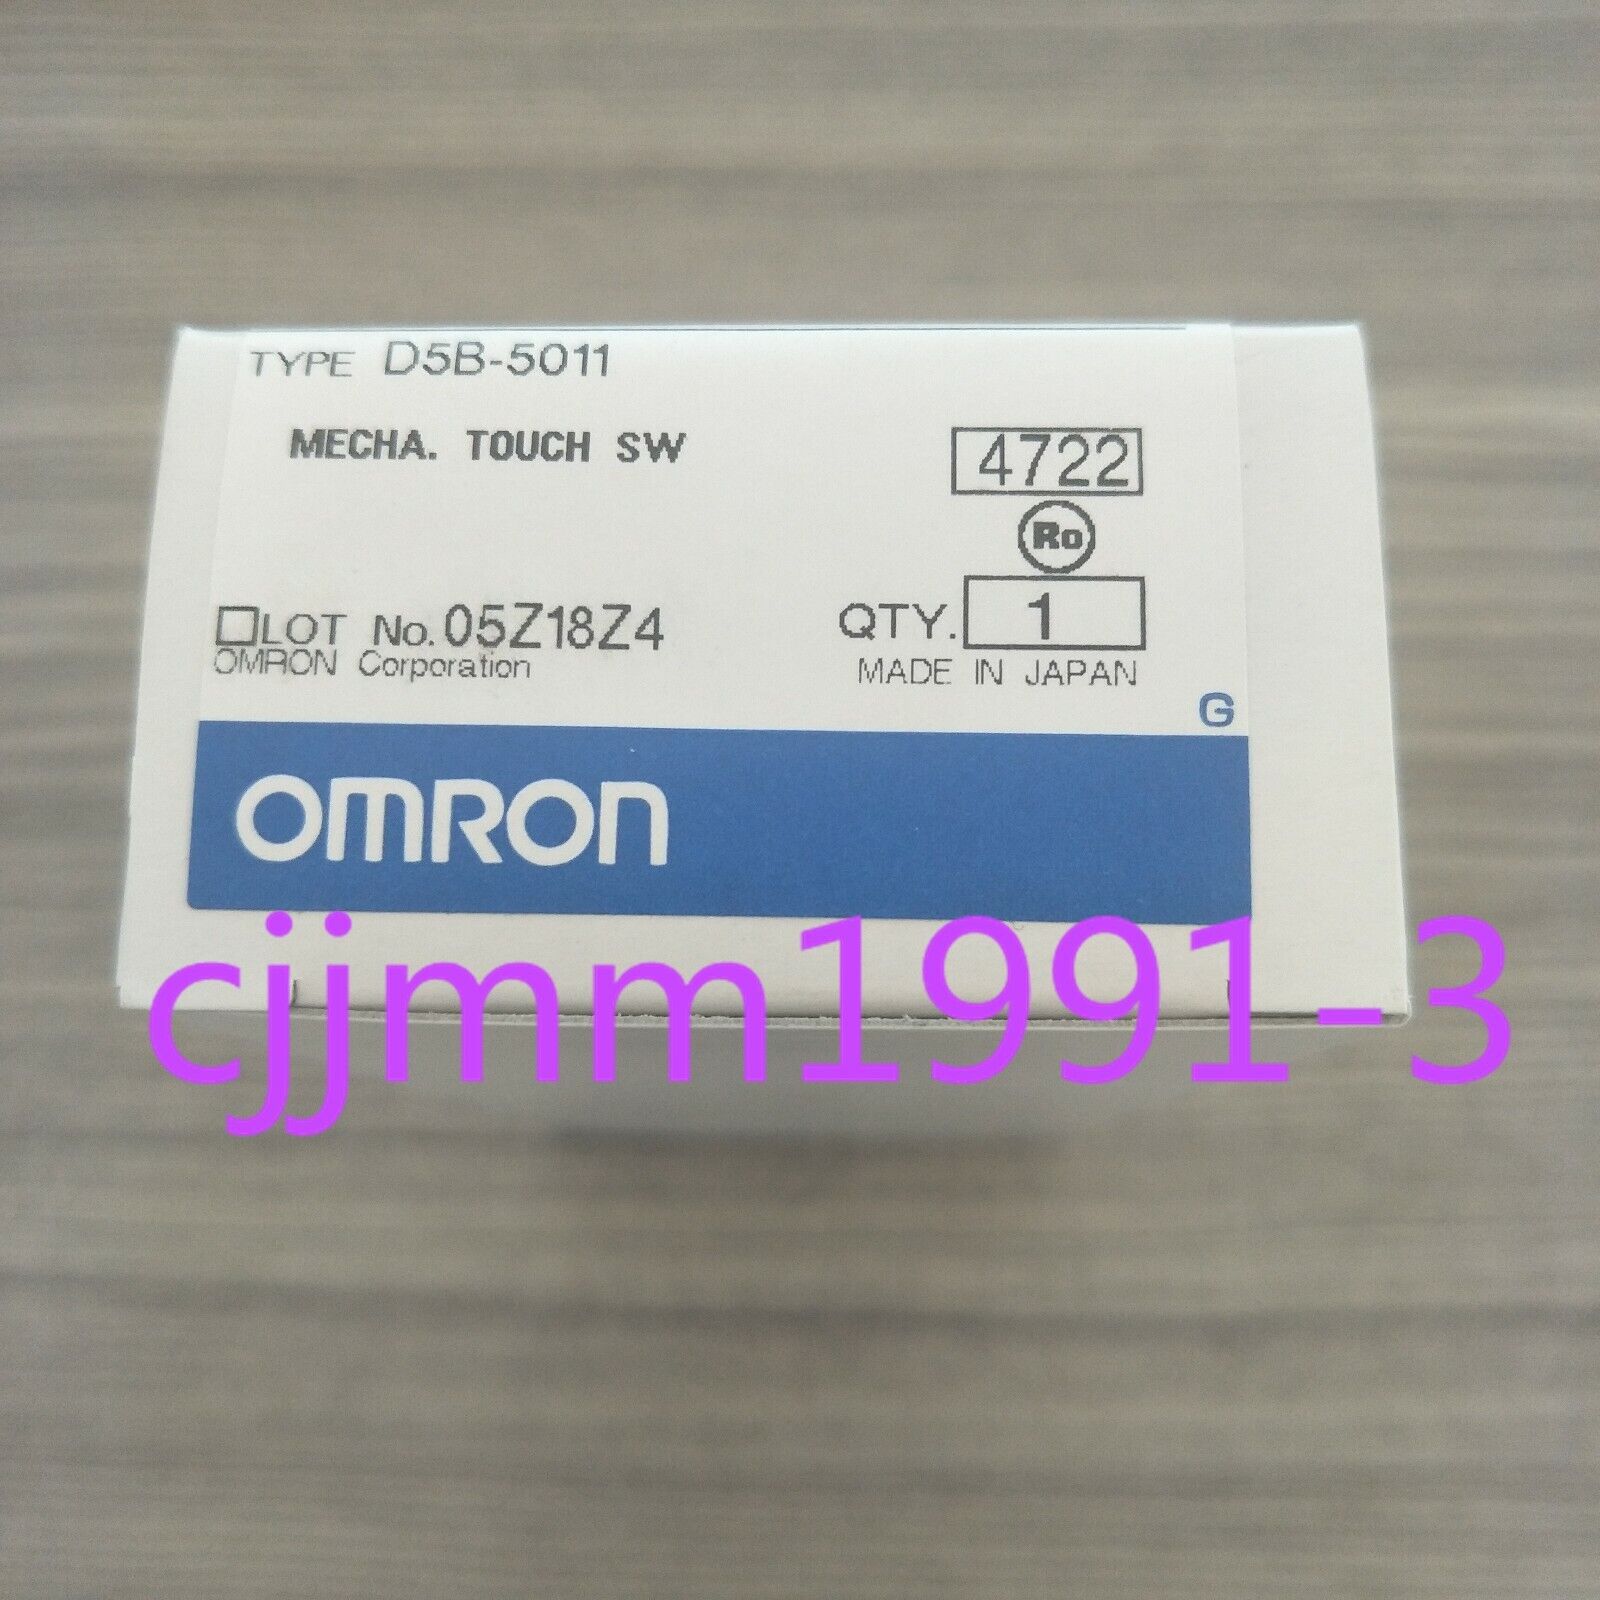 TYPE D5B-5011
MECHA. TOUCH SW
4722
Ro
LOT No. 05Z18Z4
QTY. 1
OMRON Corporation
MADE IN JAPAN
G
OMRON
cjjmm1991-3